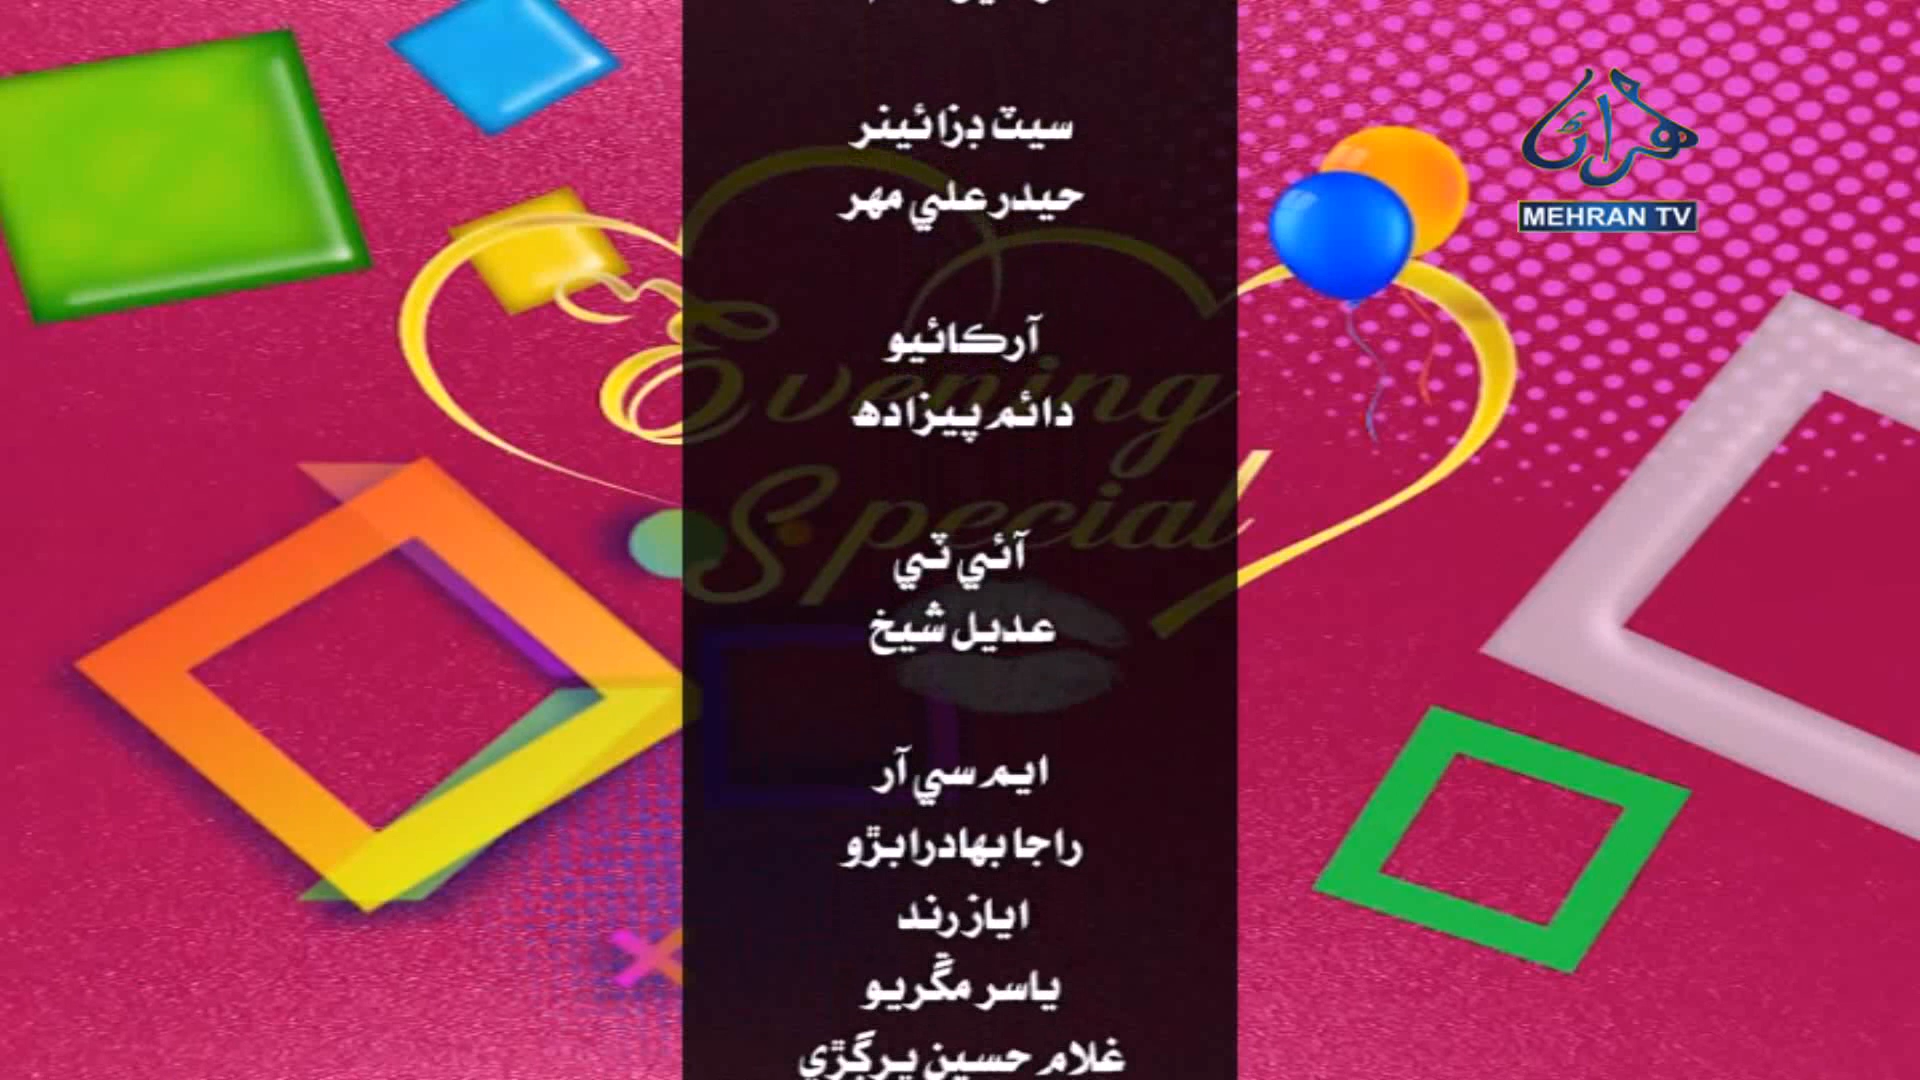 سيٽ ڊزائينر
حيدر علي مهر
آرڪائيو
دائم پيرزاده
آئي ٽي
عديل شيخ
ايم سي آر
راجا بهادر ابڙو
اياز رند
ياسر مگريو
غلام حسين
Evening
Special
مهراڻ
MEHRAN TV